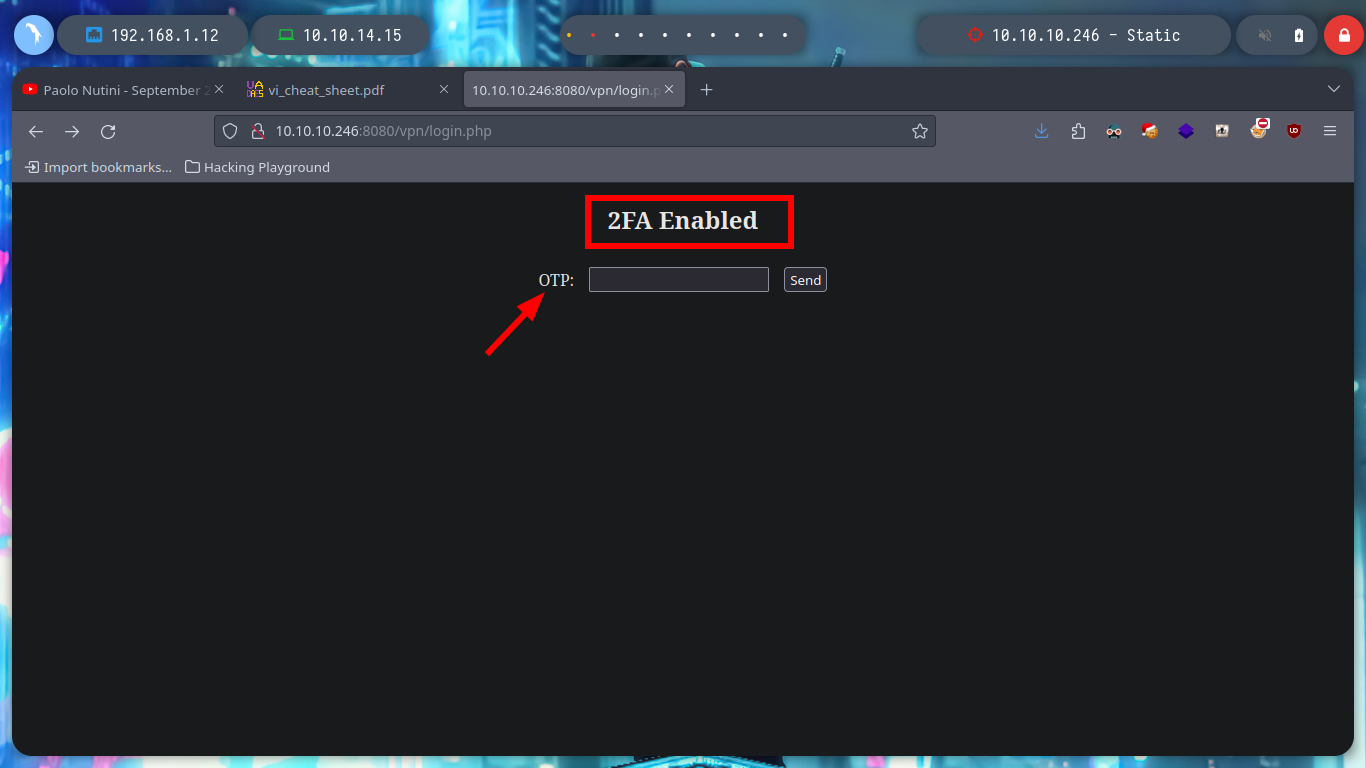 192.168.1.12
10.10.14.15
10.10.10.246 - Static
Paolo Nutini - September
vi_cheat_sheet.pdf
10.10.10.246:8080/vpn/login.p
10.10.10.246:8080/vpn/login.php
Import bookmarks...
Hacking Playground
2FA Enabled
OTP:
Send